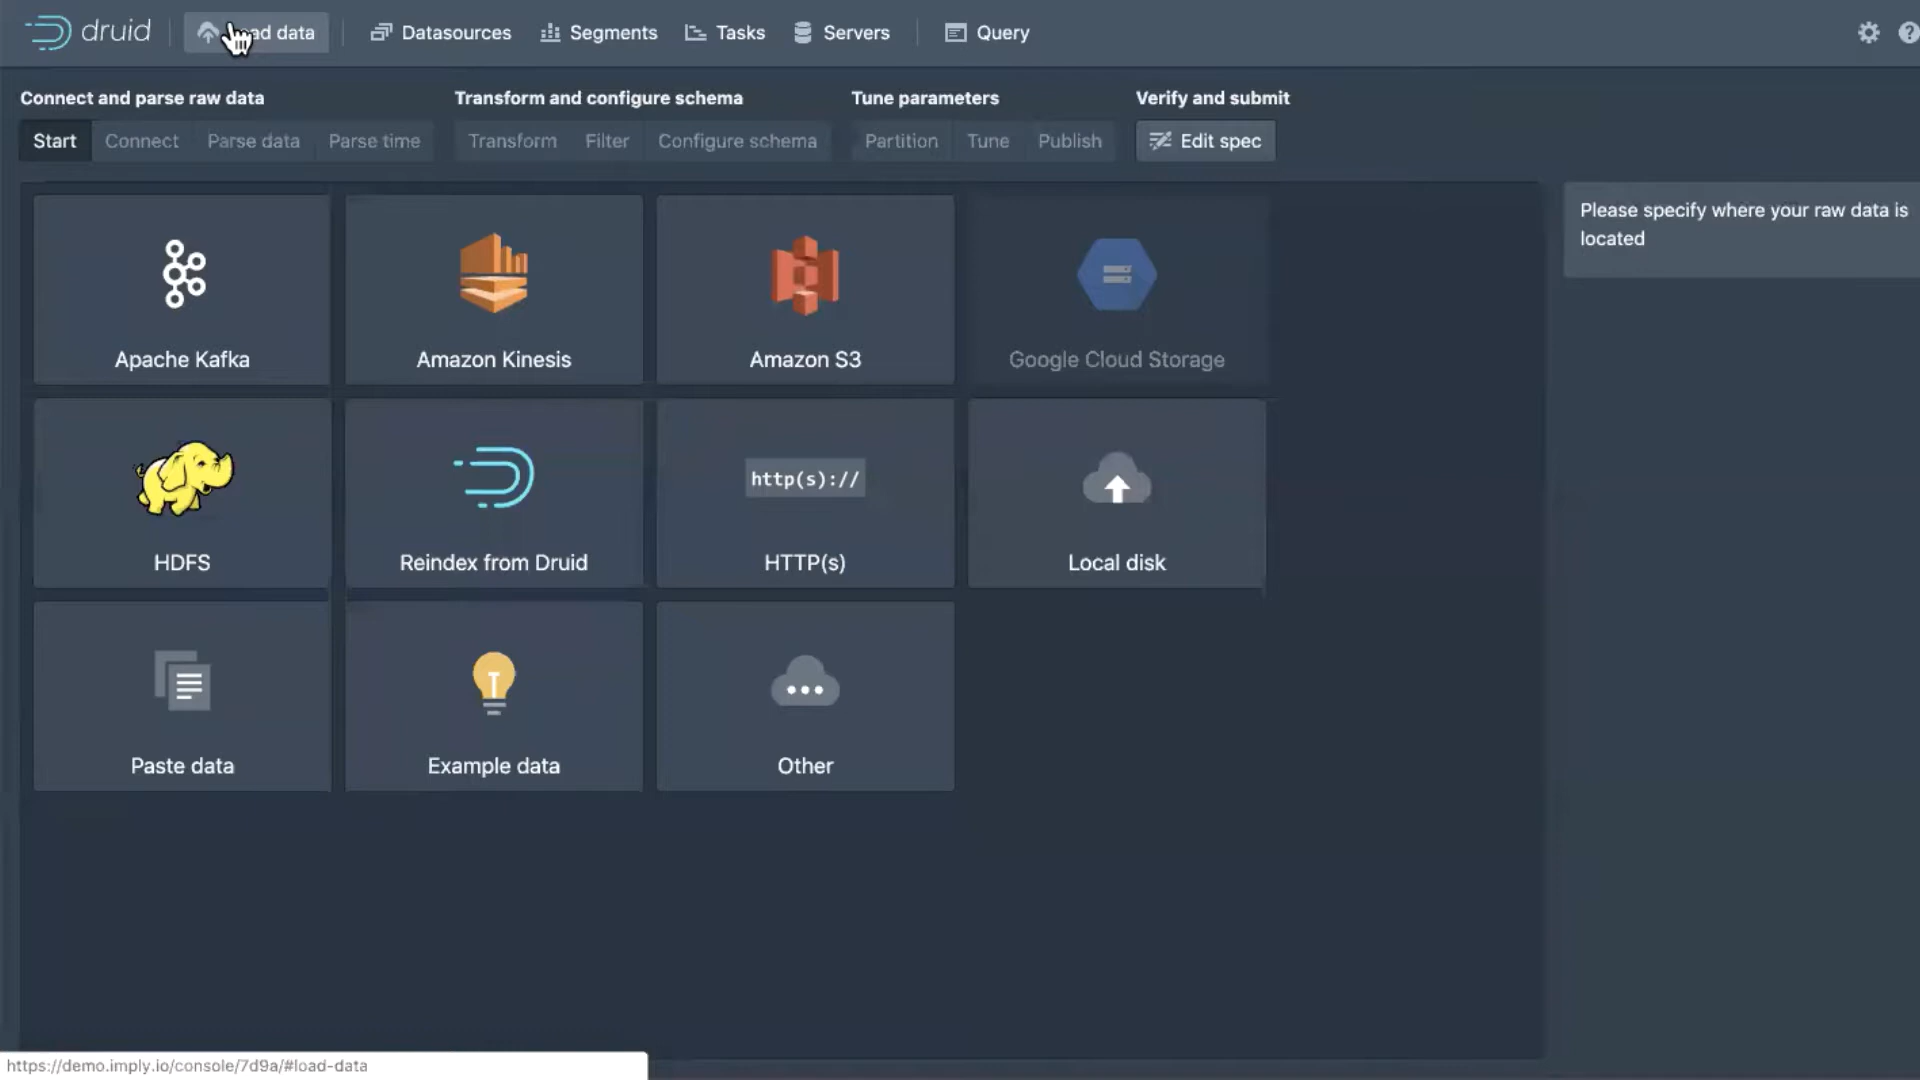 druid
ad data
Datasources
Segments
Tasks
Servers
Query
Connect and parse raw data
Transform and configure schema
Tune parameters
Verify and submit
Start
Connect
Parse data
Parse time
Transform
Filter
Configure schema
Partition
Tune
Publish
Edit spec
Please specify where your raw data is
located
Apache Kafka
Amazon Kinesis
Amazon S3
Google Cloud Storage
http(s)://
HDFS
Reindex from Druid
HTTP(s)
Local disk
Paste data
Example data
Other
https://demo.imply.io/console/7d9a/#load-data